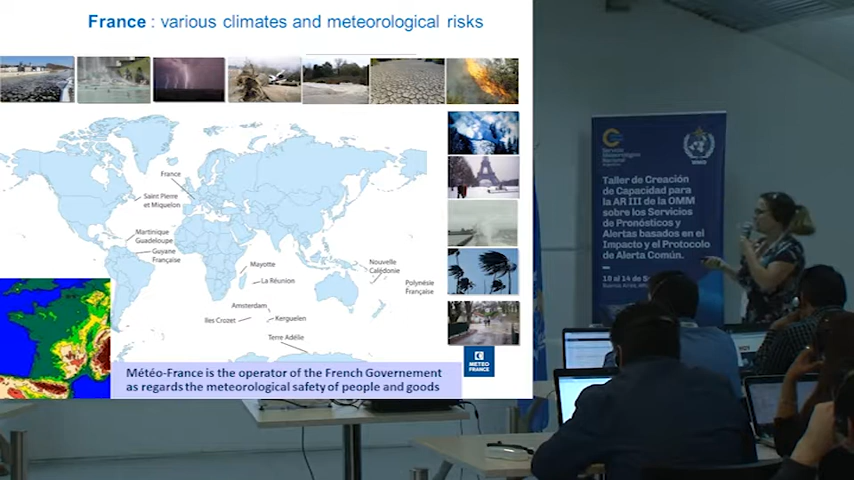 France : various climates and meteorological risks
France
Saint Pierre
et Miquelon
Martinique
Guadeloupe
Guyane
Française
Mayotte
La Réunion
Nouvelle
Calédonie
Polynésie
Française
Amsterdam
Iles Crozet
Kerguelen
Terre Adélie
Météo-France is the operator of the French Governement
as regards the meteorological safety of people and goods
METEO
FRANCE
Servicio
Meteorológico
Nacional
Taller de Creación
de Capacidad para
la AR III de la OMM
sobre los Servicios
de Pronósticos y
Alertas basados en el
Impacto y el Protocolo
de Alerta Común.
Buenos Aires,